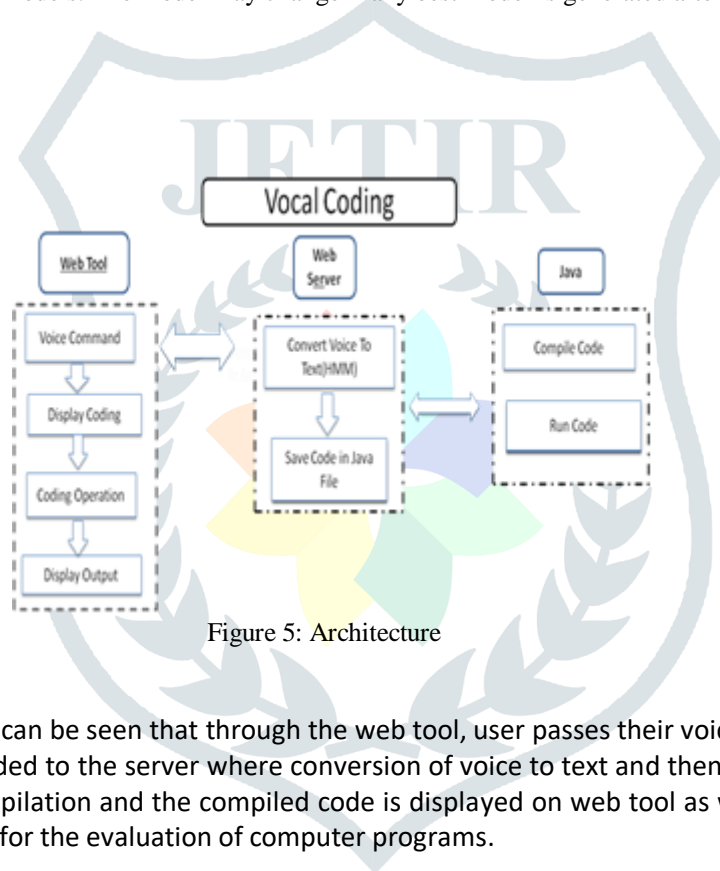 JETIR
Vocal Coding
Web Tool
Voice Command
Display Coding
Coding Operation
Display Output
Web
Server
Convert Voice To
Text(HMM)
Save Code in Java
File
Java
Compile Code
Run Code
Figure 5: Architecture
can be seen that through the web tool, user passes their voic
ded to the server where conversion of voice to text and then
pilation and the compiled code is displayed on web tool as
for the evaluation of computer programs.